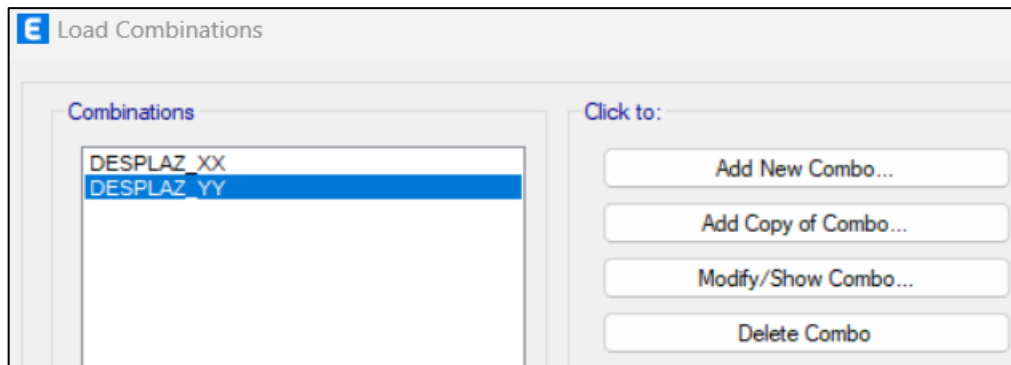 E Load Combinations
Combinations
DESPLAZ_XX
DESPLAZ_YY
Click to:
Add New Combo...
Add Copy of Combo...
Modify/Show Combo...
Delete Combo